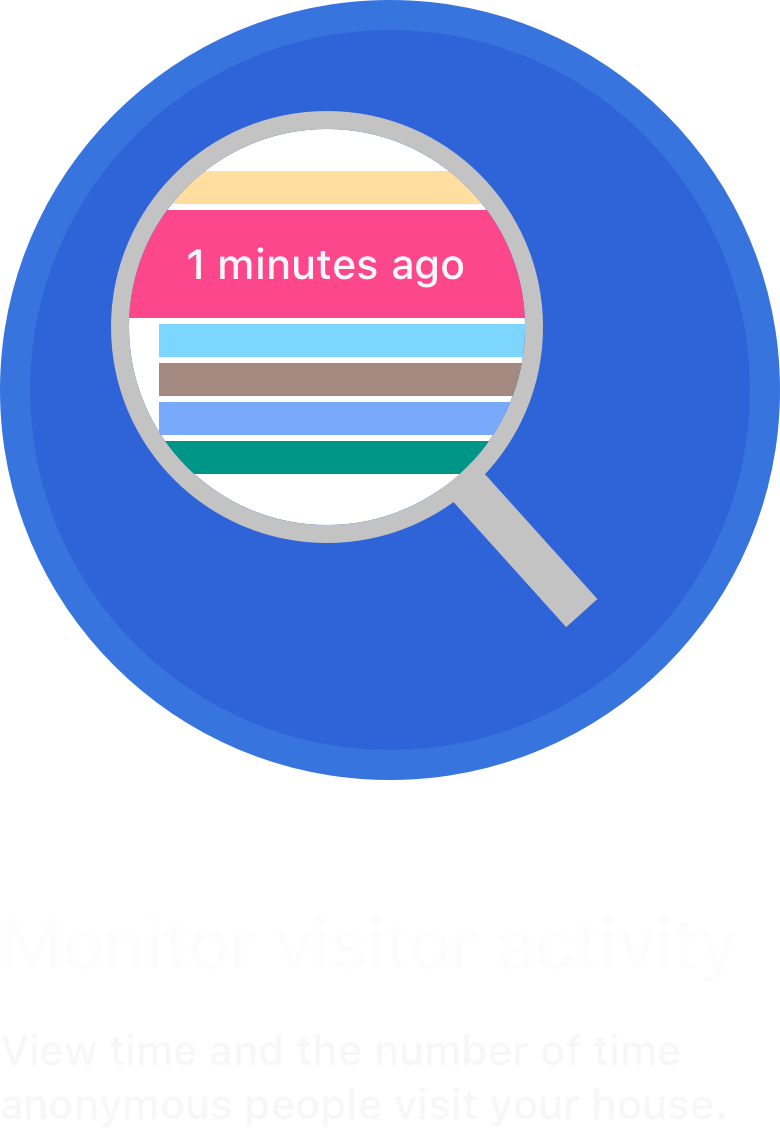 1 minutes ago
Monitor visitor activity
View time and the number of time
anonymous people visit your house.